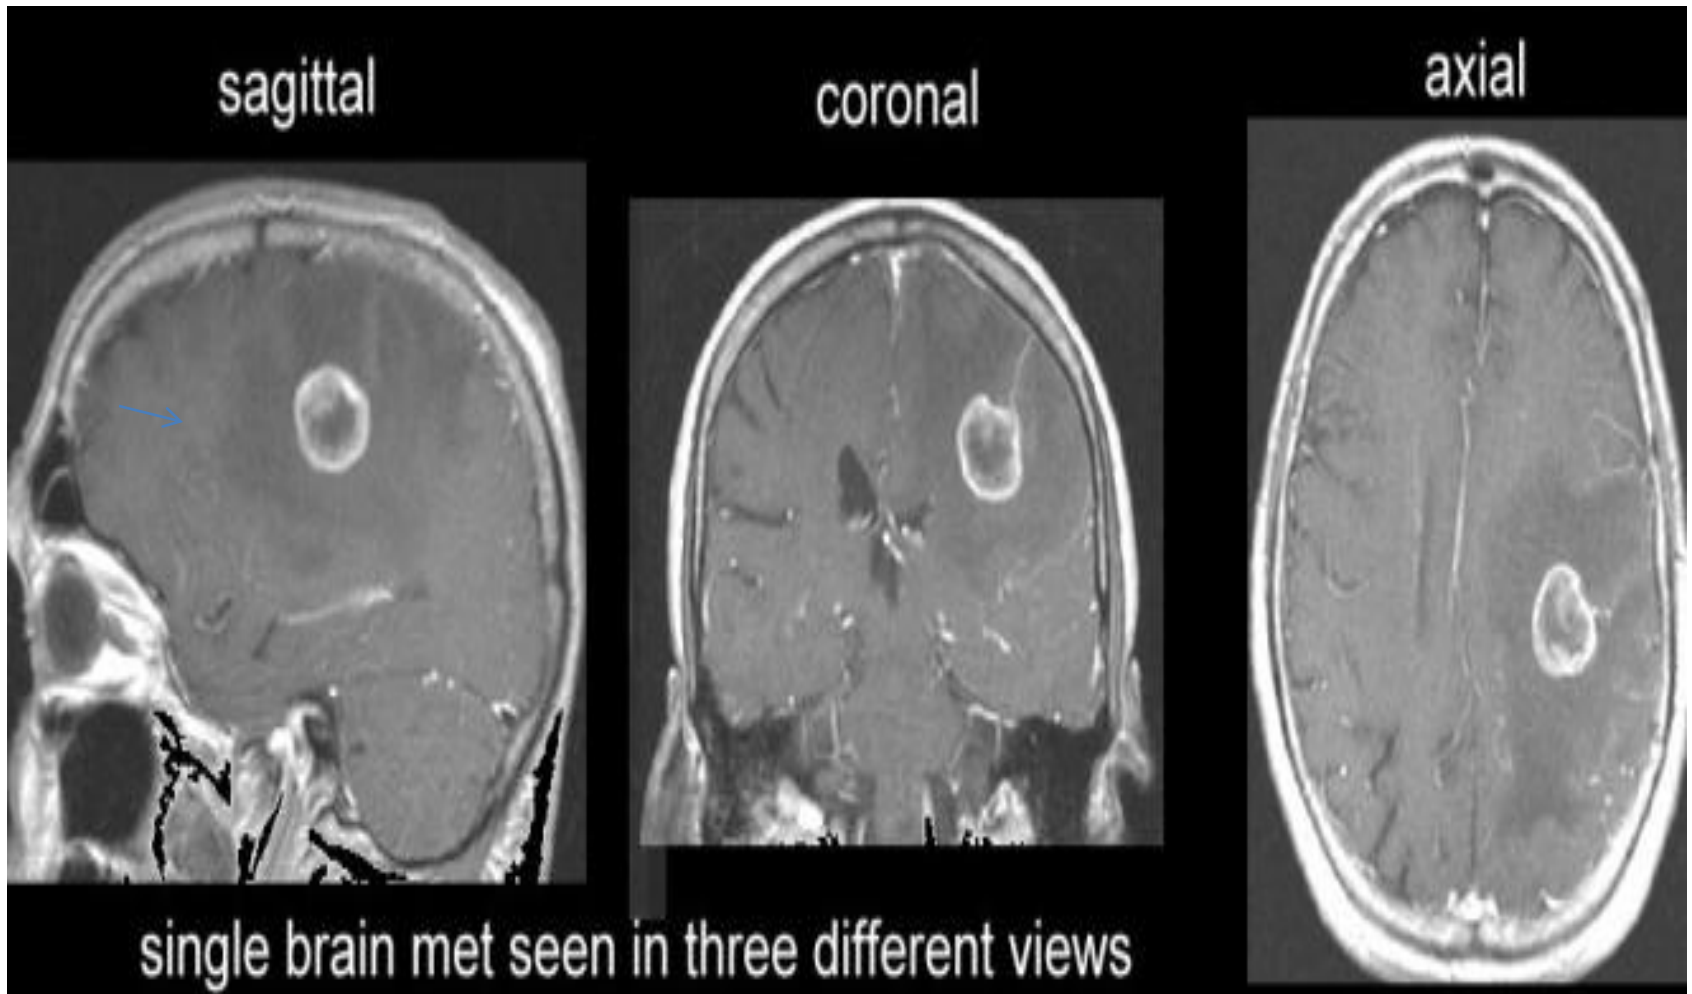 sagittal
coronal
axial
single brain met seen in three different views